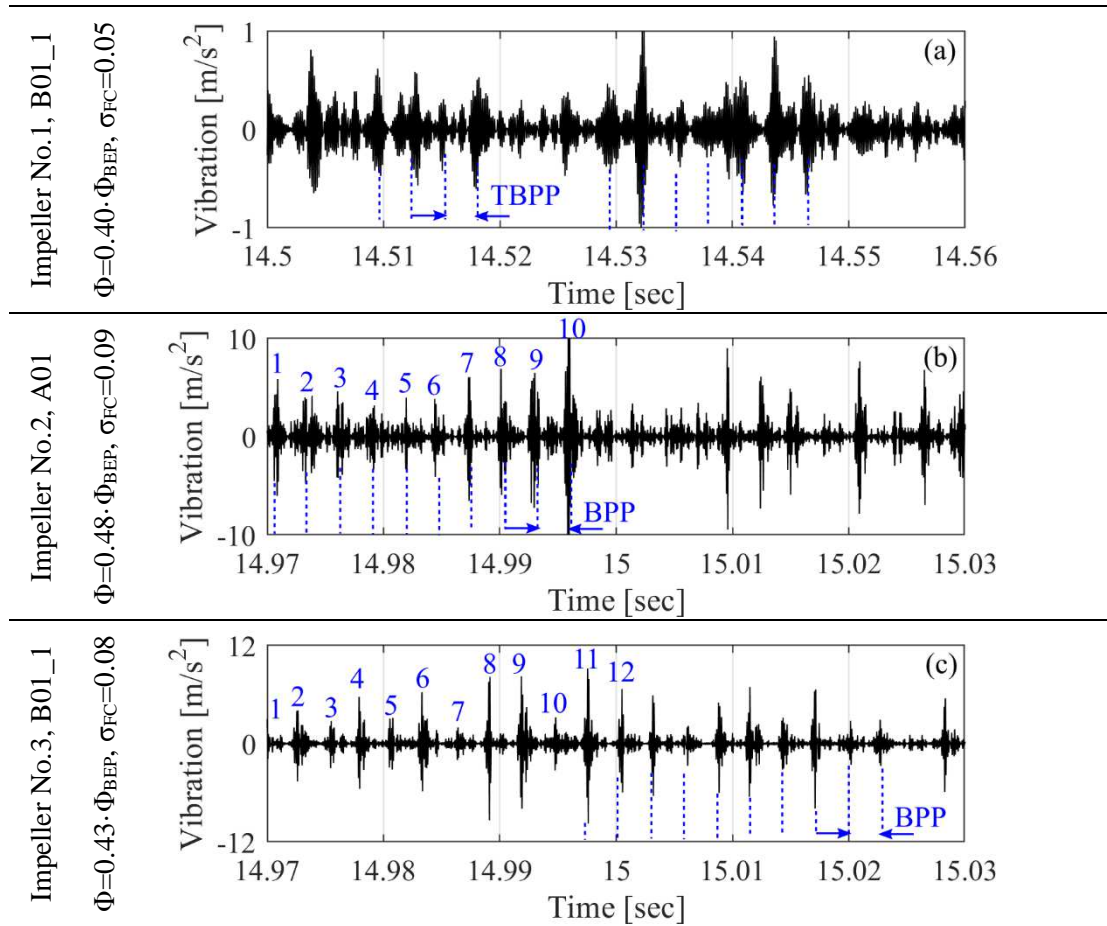 Impeller No.1, B01_1
Φ=0.40·Φ_BEP, σ_FC=0.05
Vibration [m/s²]
1
0
-1
(a)
TBPP
14.5 14.51 14.52 14.53 14.54 14.55 14.56
Time [sec]
Impeller No.2, A01
Φ=0.48·Φ_BEP, σ_FC=0.09
Vibration [m/s²]
10
0
-10
(b)
1 2 3 4 5 6 7 8 9 10
BPP
14.97 14.98 14.99 15 15.01 15.02 15.03
Time [sec]
Impeller No.3, B01_1
Φ=0.43·Φ_BEP, σ_FC=0.08
Vibration [m/s²]
12
0
-12
(c)
1 2 3 4 5 6 7 8 9 10 11 12
BPP
14.97 14.98 14.99 15 15.01 15.02 15.03
Time [sec]